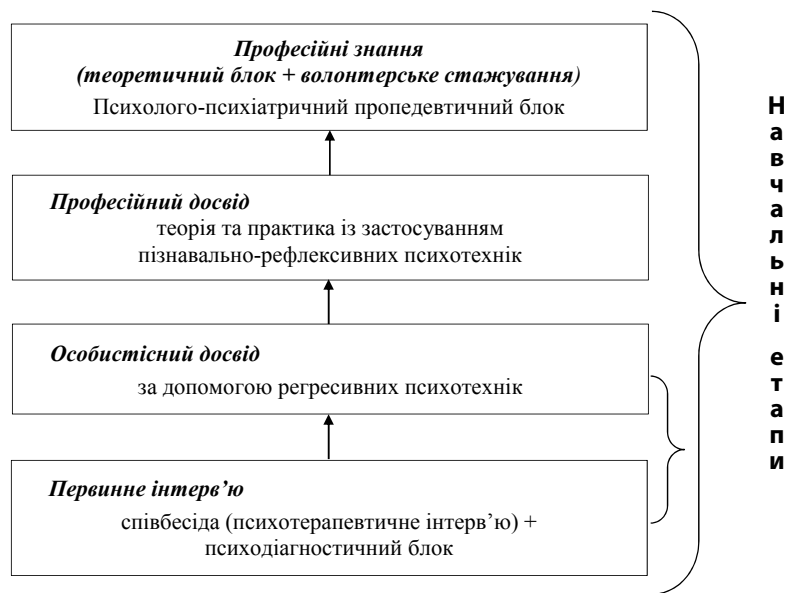 Професійні знання
(теоретичний блок + волонтерське стажування)
Психолого-психіатричний пропедевтичний блок
Професійний досвід
теорія та практика із застосуванням
пізнавально-рефлексивних психотехнік
Особистісний досвід
за допомогою регресивних психотехнік
Первинне інтерв’ю
співбесіда (психотерапевтичне інтерв’ю) +
психодіагностичний блок
Навчальні етапи